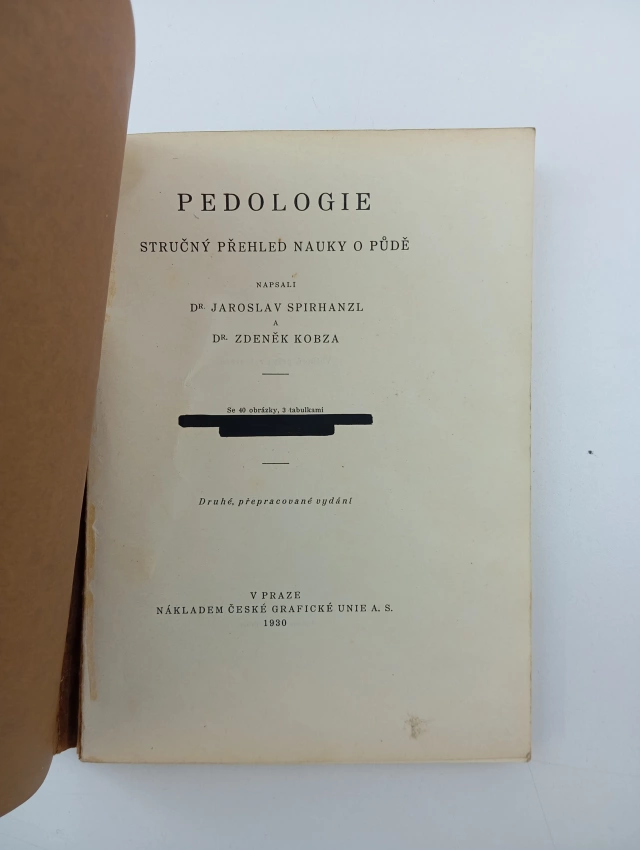 PEDOLOGIE
STRUČNÝ PŘEHLED NAUKY O PŮDĚ
NAPSALI
DR. JAROSLAV SPIRHANZL
A
DR. ZDENĚK KOBZA
Se 40 obrázky, 3 tabulkami
Druhé, přepracované vydání
V PRAZE
NÁKLADEM ČESKÉ GRAFICKÉ UNIE A. S.
1930